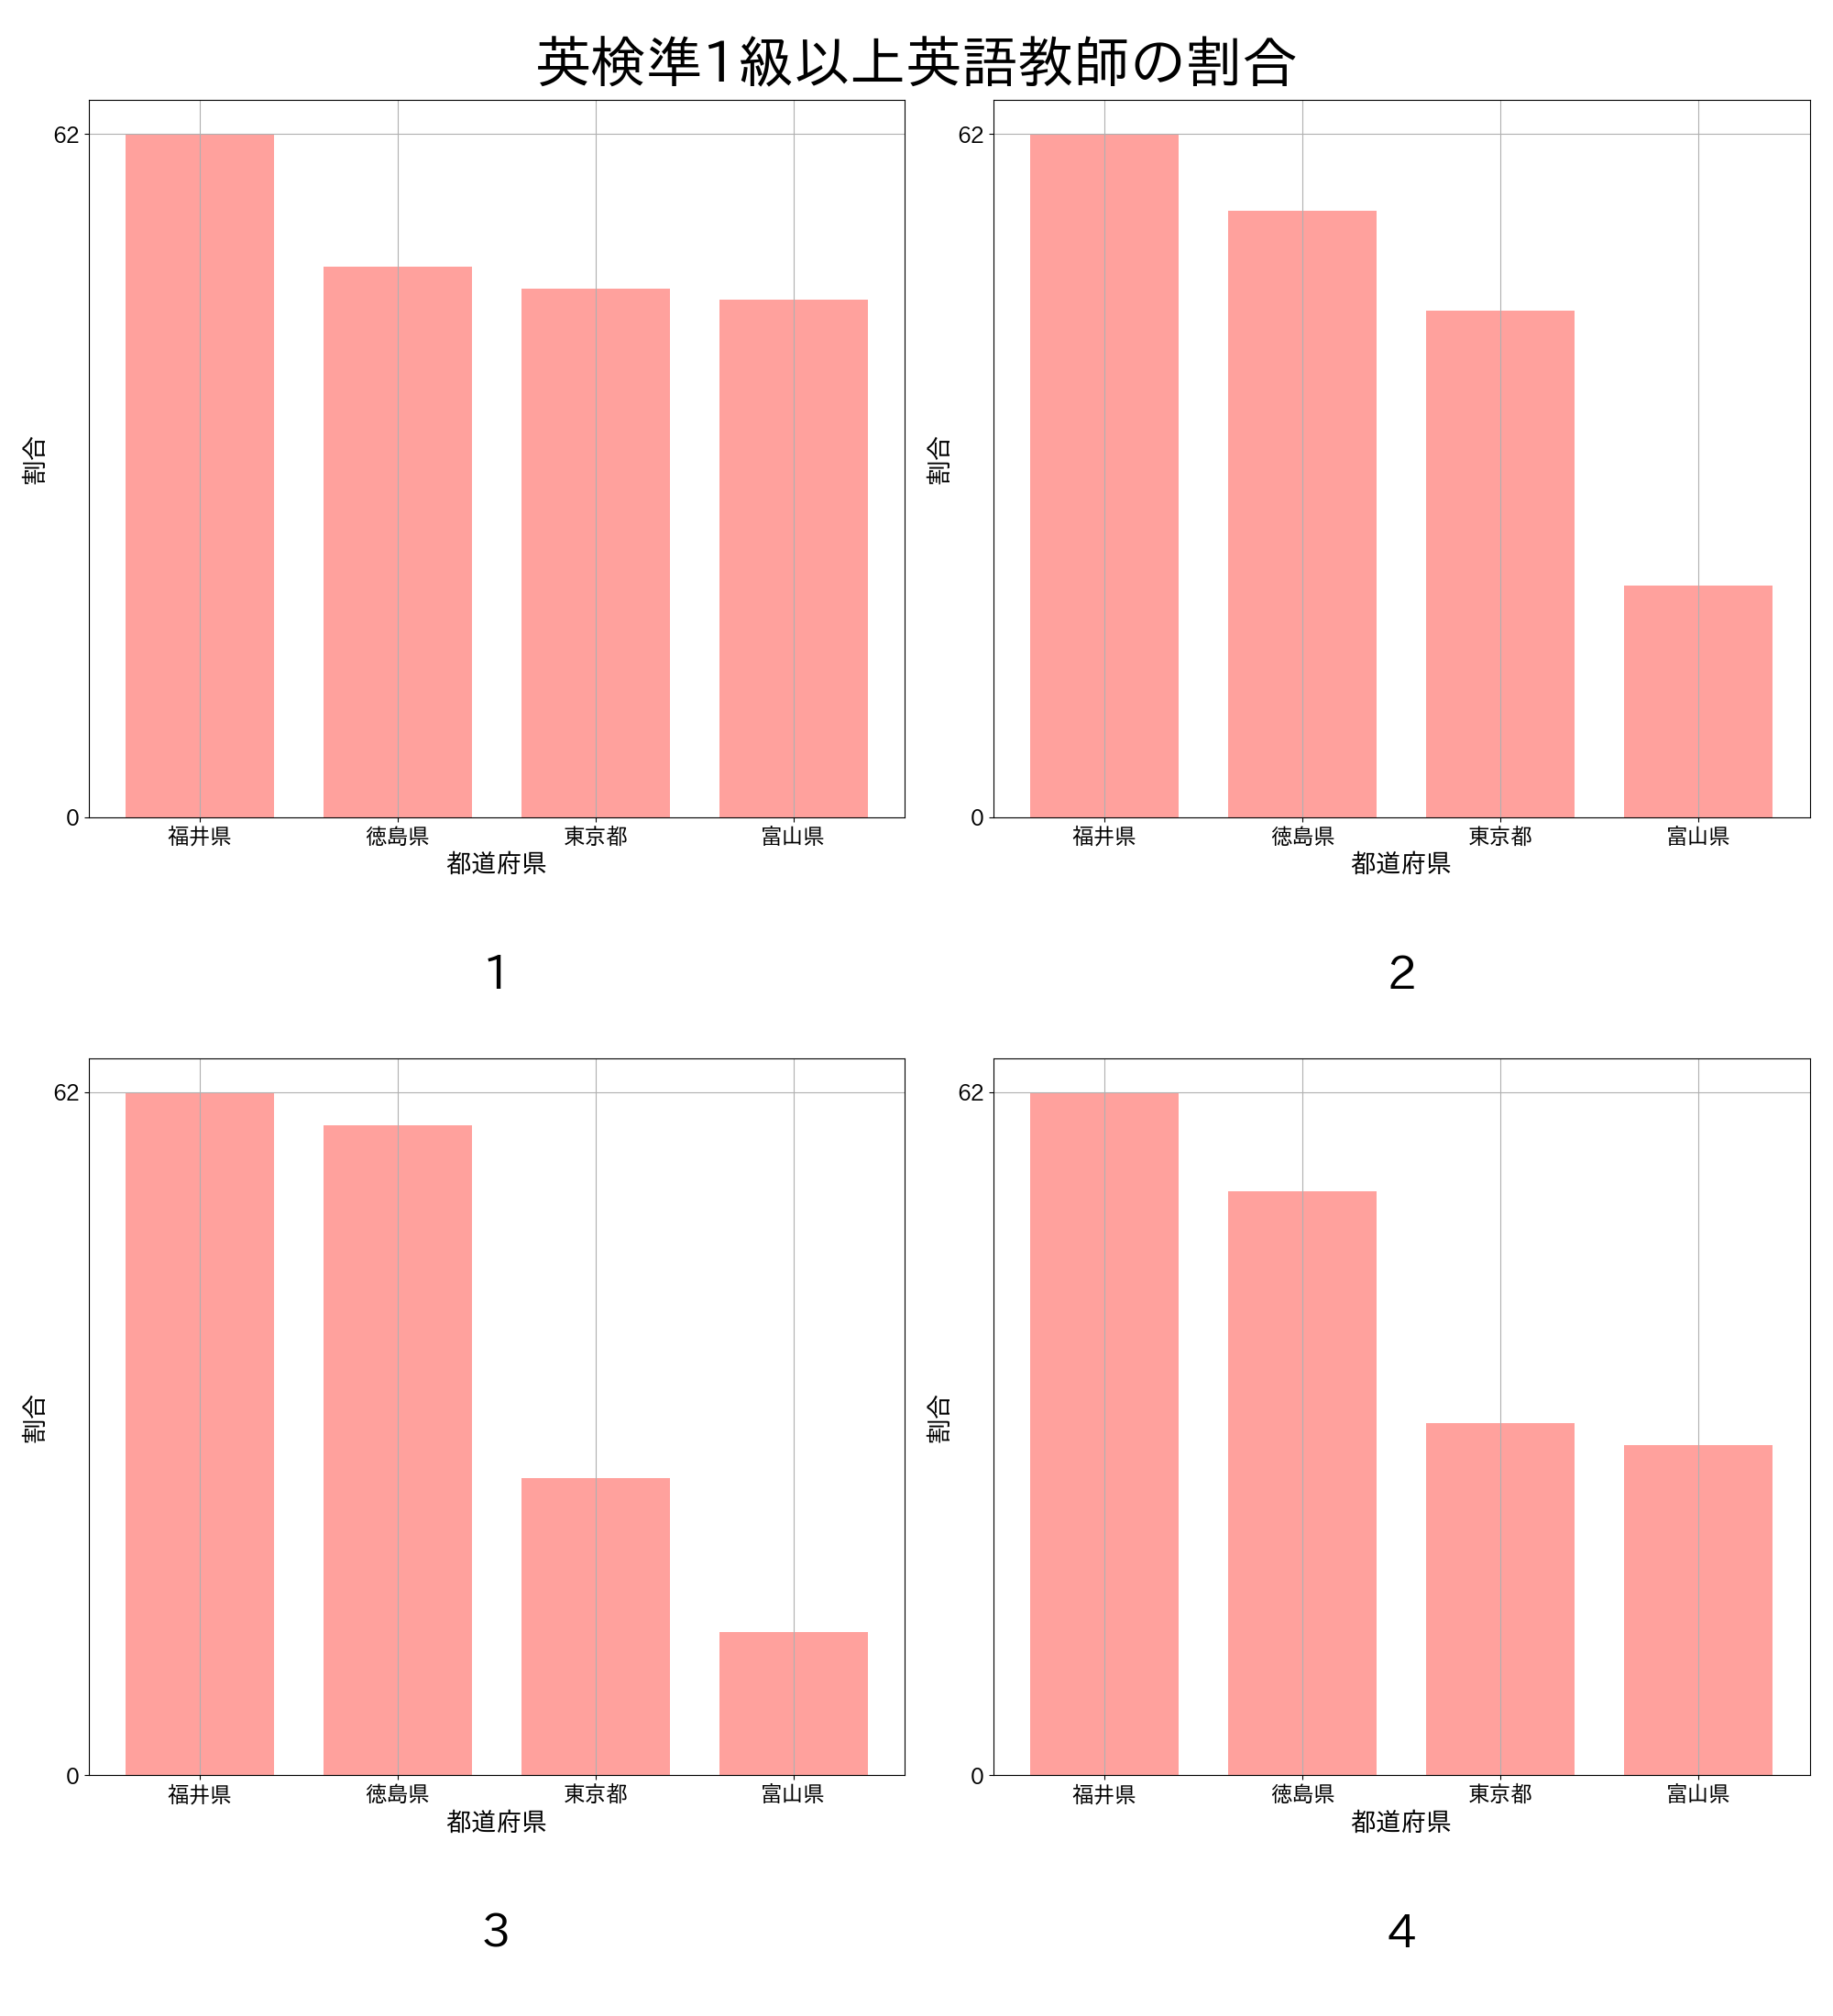 英検準1級以上英語教師の割合
62
0
割合
福井県 徳島県 東京都 富山県
都道府県
1
62
0
割合
福井県 徳島県 東京都 富山県
都道府県
2
62
0
割合
福井県 徳島県 東京都 富山県
都道府県
3
62
0
割合
福井県 徳島県 東京都 富山県
都道府県
4